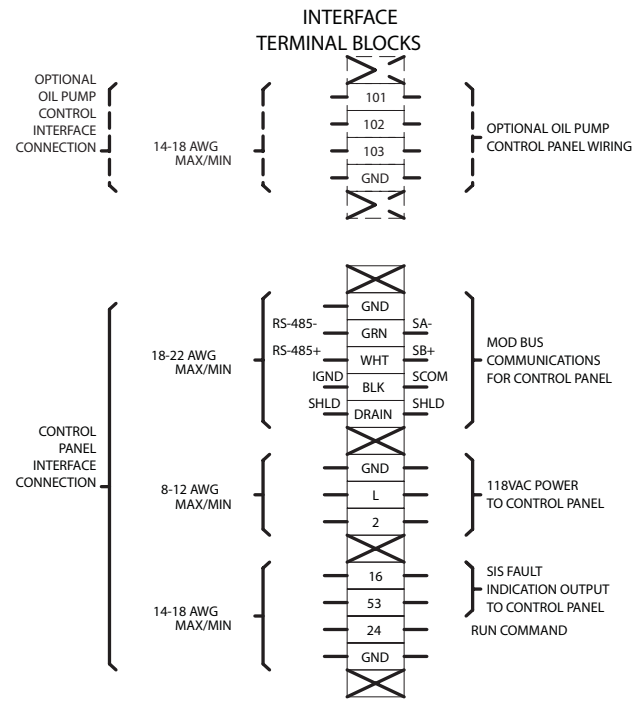 INTERFACE
TERMINAL BLOCKS
OPTIONAL
OIL PUMP
CONTROL
INTERFACE
CONNECTION
14-18 AWG
MAX/MIN
101
102
103
GND
OPTIONAL OIL PUMP
CONTROL PANEL WIRING
CONTROL
PANEL
INTERFACE
CONNECTION
18-22 AWG
MAX/MIN
GND
RS-485- GRN SA-
RS-485+ WHT SB+
IGND BLK SCOM
SHLD DRAIN SHLD
MOD BUS
COMMUNICATIONS
FOR CONTROL PANEL
8-12 AWG
MAX/MIN
GND
L
2
118VAC POWER
TO CONTROL PANEL
14-18 AWG
MAX/MIN
16
53
24
GND
SIS FAULT
INDICATION OUTPUT
TO CONTROL PANEL
RUN COMMAND